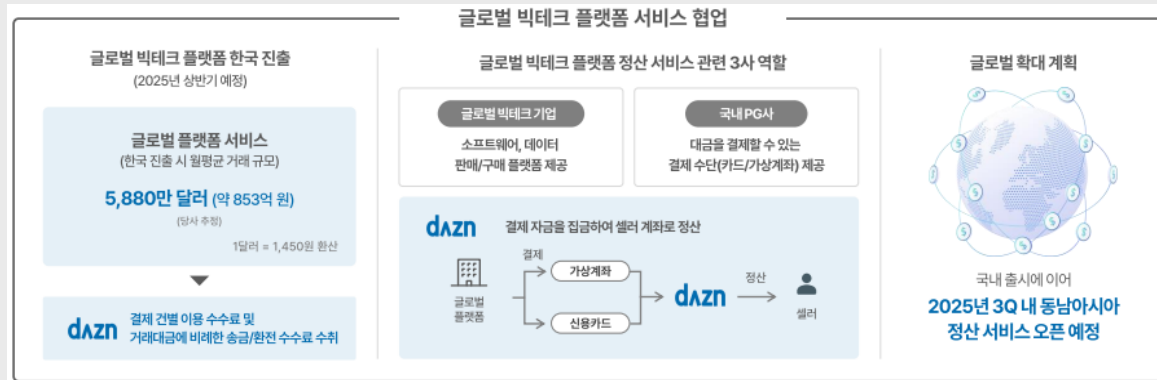 글로벌 빅테크 플랫폼 서비스 협업
글로벌 빅테크 플랫폼 한국 진출
(2025년 상반기 예정)
글로벌 플랫폼 서비스
(한국 진출 시 월평균 거래 규모)
5,880만 달러 (약 853억 원)
(당사 추정)
1달러 = 1,450원 환산
dazn
결제 건별 이용 수수료 및
거래대금에 비례한 송금/환전 수수료 수취
글로벌 빅테크 플랫폼 정산 서비스 관련 3사 역할
글로벌 빅테크 기업
소프트웨어, 데이터
판매/구매 플랫폼 제공
국내 PG사
대금을 결제할 수 있는
결제 수단(카드/가상계좌) 제공
dazn
결제 자금을 집금하여 셀러 계좌로 정산
글로벌
플랫폼
결제
가상계좌
신용카드
dazn
정산
셀러
글로벌 확대 계획
국내 출시에 이어
2025년 3Q 내 동남아시아
정산 서비스 오픈 예정